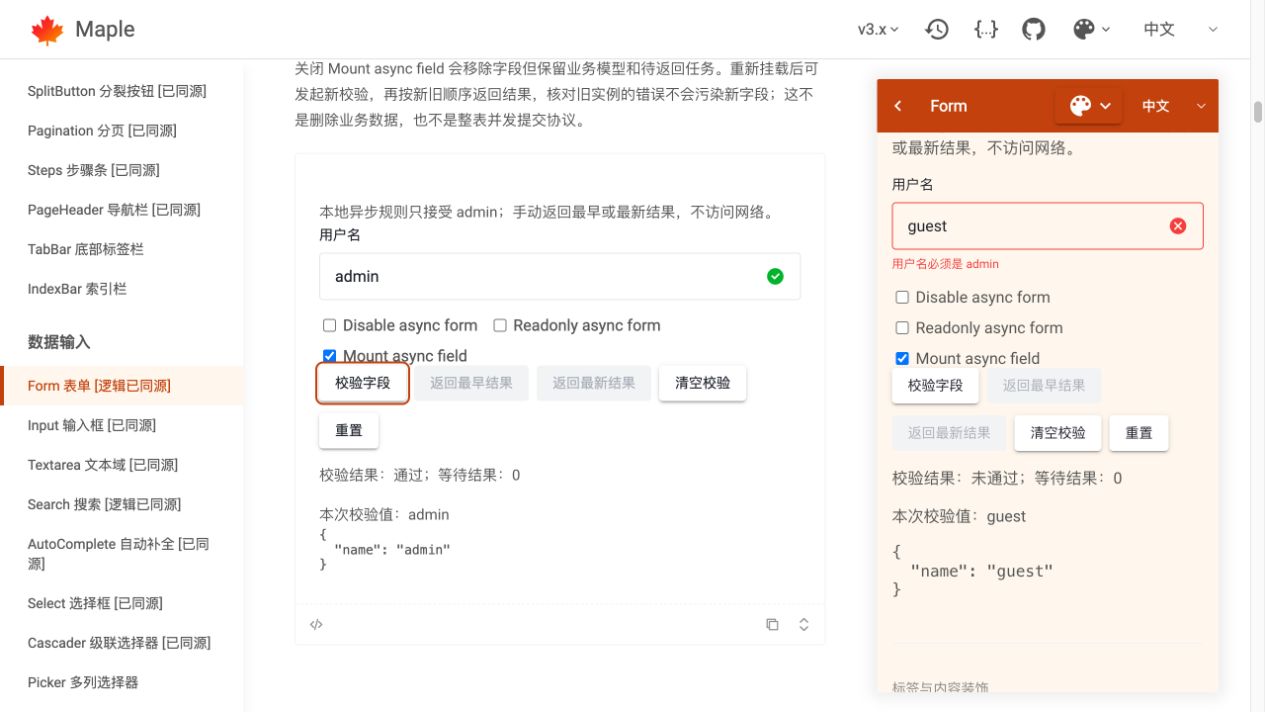 Maple
v3.x
{...}
中文
SplitButton 分裂按钮 [已同源]
Pagination 分页 [已同源]
Steps 步骤条 [已同源]
PageHeader 导航栏 [已同源]
TabBar 底部标签栏
IndexBar 索引栏
数据输入
Form 表单 [逻辑已同源]
Input 输入框 [已同源]
Textarea 文本域 [已同源]
Search 搜索 [逻辑已同源]
AutoComplete 自动补全 [已同
源]
Select 选择框 [已同源]
Cascader 级联选择器 [已同源]
Picker 多列选择器
关闭 Mount async field 会移除字段但保留业务模型和待返回任务。重新挂载后可
发起新校验，再按新旧顺序返回结果，核对旧实例的错误不会污染新字段；这不
是删除业务数据，也不是整表并发提交协议。
本地异步规则只接受 admin；手动返回最早或最新结果，不访问网络。
用户名
admin
Disable async form
Readonly async form
Mount async field
校验字段
返回最早结果
返回最新结果
清空校验
重置
校验结果：通过；等待结果：0
本次校验值：admin
{
"name": "admin"
}
</>
Form
中文
或最新结果，不访问网络。
用户名
guest
用户名必须是 admin
Disable async form
Readonly async form
Mount async field
校验字段
返回最早结果
返回最新结果
清空校验
重置
校验结果：未通过；等待结果：0
本次校验值：guest
{
"name": "guest"
}
标签与内容装饰